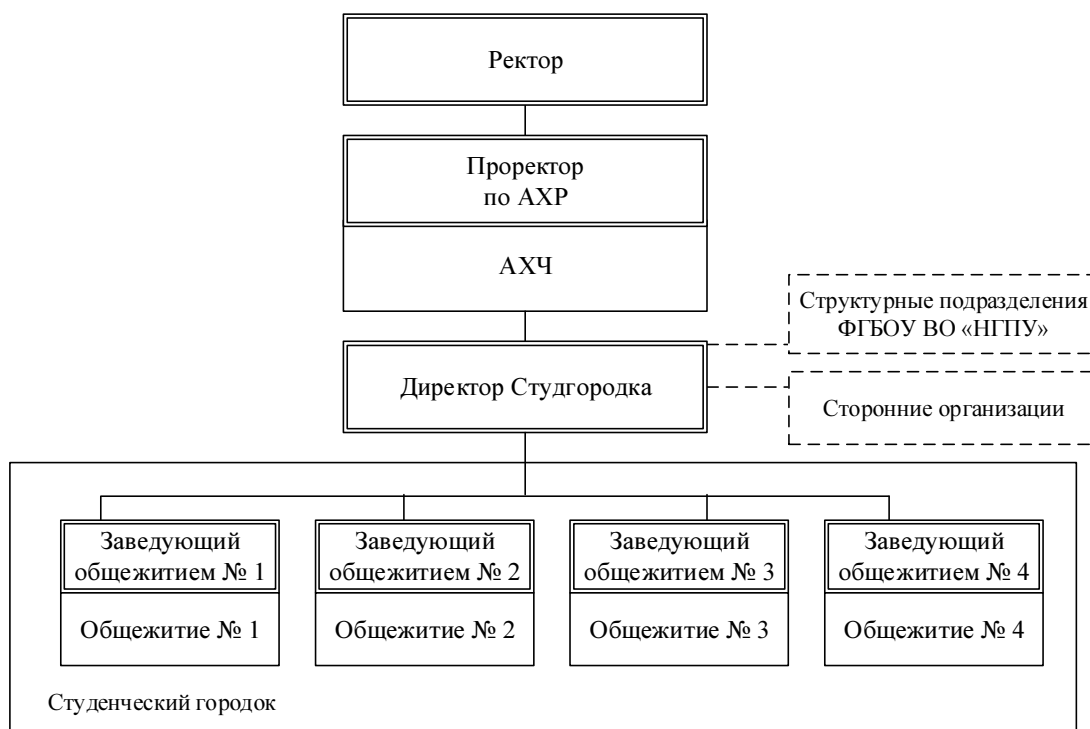 Ректор
Проректор
по АХР
АХЧ
Структурные подразделения
ФГБОУ ВО «НГПУ»
Директор Студгородка
Сторонние организации
Заведующий
общежитием № 1
Заведующий
общежитием № 2
Заведующий
общежитием № 3
Заведующий
общежитием № 4
Общежитие № 1
Общежитие № 2
Общежитие № 3
Общежитие № 4
Студенческий городок